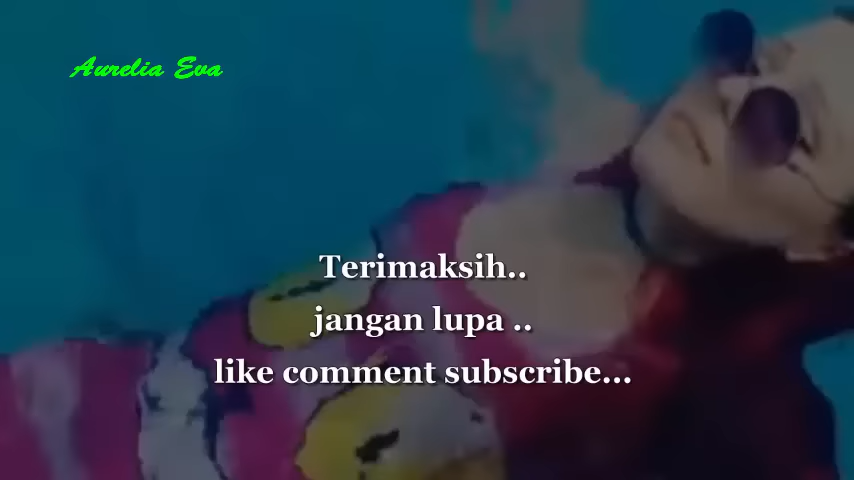 Aurelia Eva
Terimaksih..
jangan lupa ..
like comment subscribe...